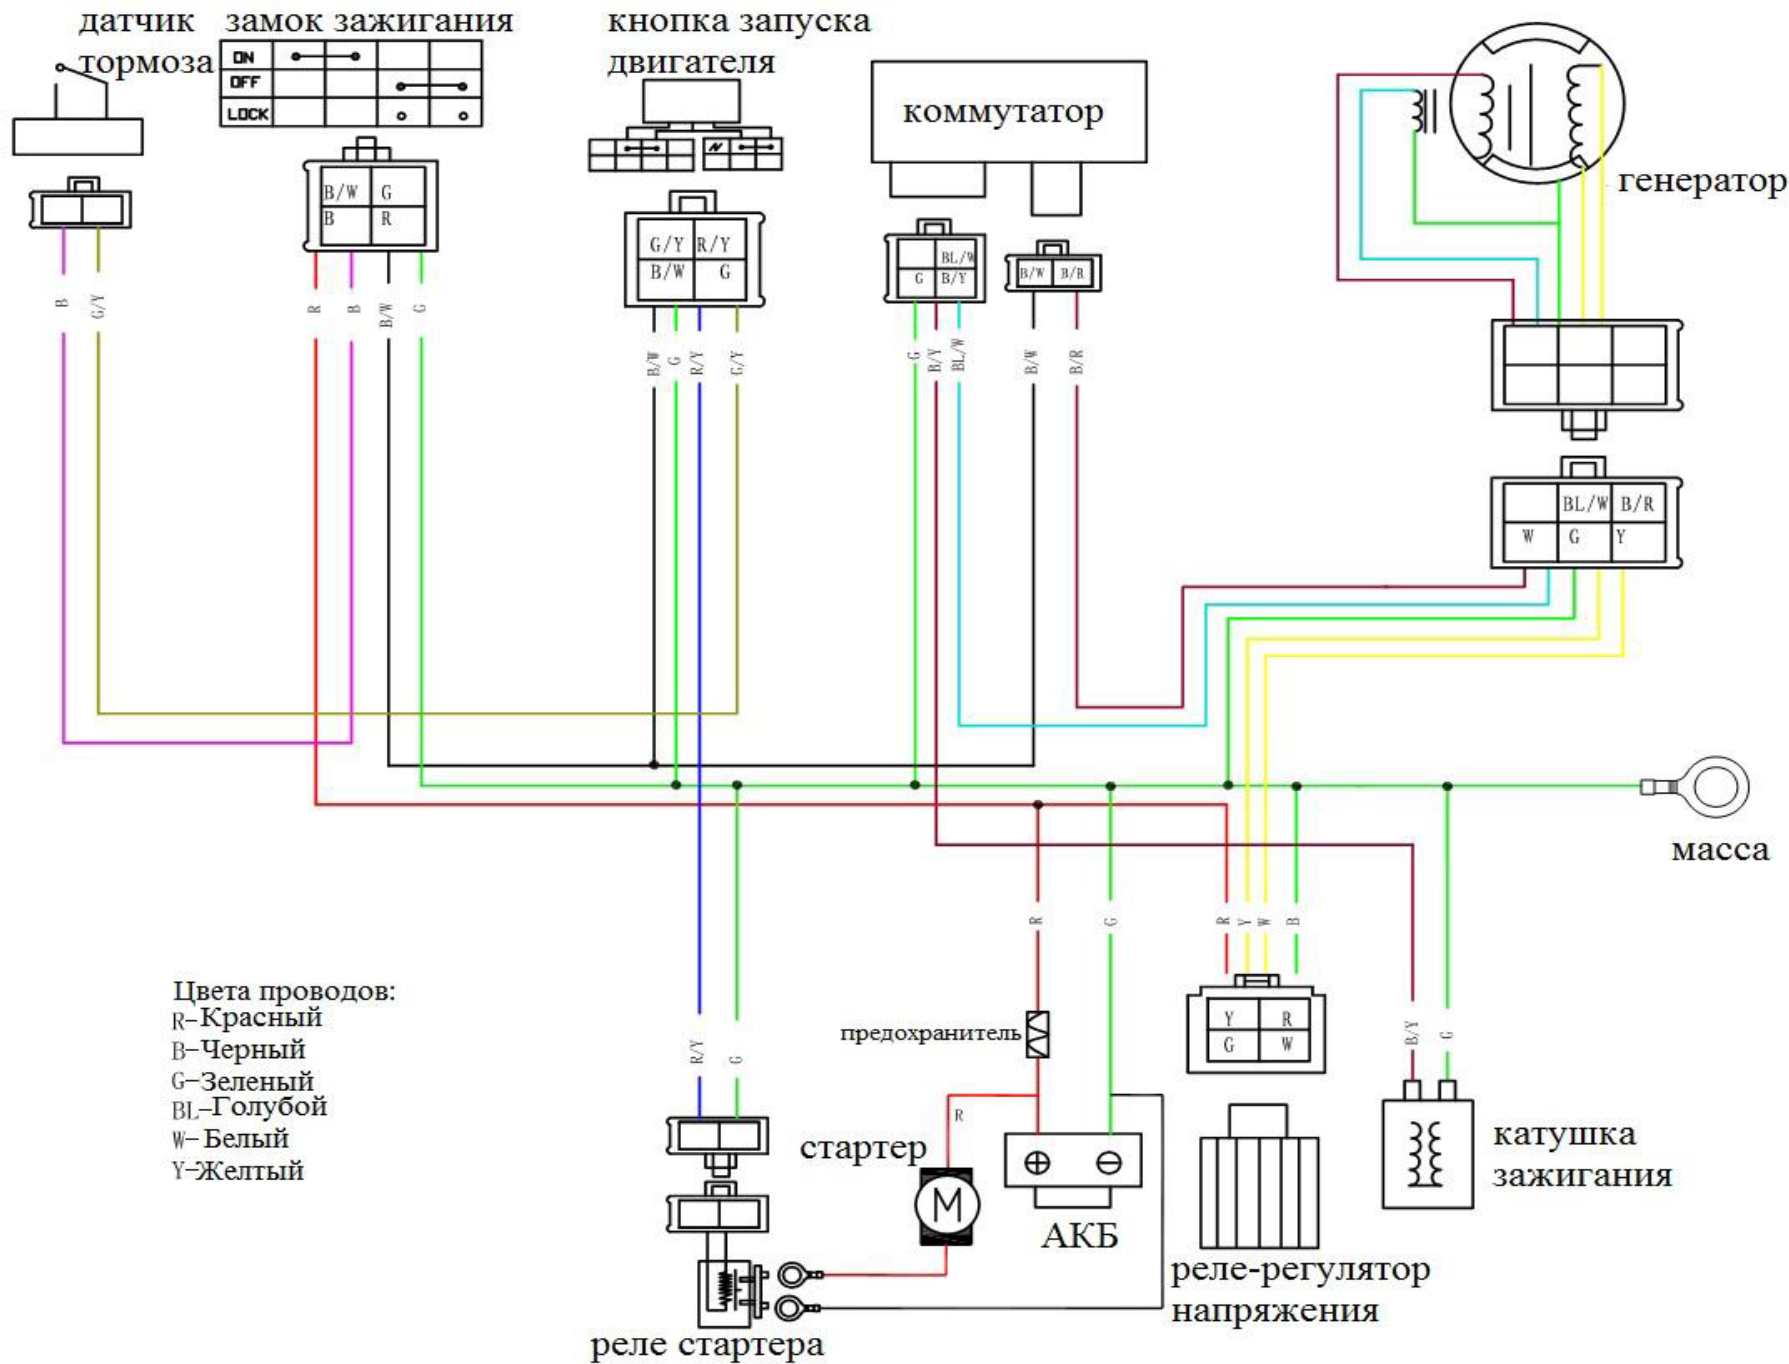 датчик
тормоза
замок зажигания
ON
OFF
LOCK
кнопка запуска
двигателя
N
коммутатор
генератор
B/W G
B R
G/Y R/Y
B/W G
BL/W
G B/Y
B/W B/R
B
G/Y
R
B
B/W
G
B/W
G
R/Y
G/Y
G
B/Y
BL/W
B/W
B/R
BL/W B/R
W G Y
масса
R
G
R
Y
W
B
Цвета проводов:
R-Красный
B-Черный
G-Зеленый
BL-Голубой
W-Белый
Y-Желтый
R/Y
G
предохранитель
Y R
G W
B/Y
G
R
стартер
M
АКБ
катушка
зажигания
реле-регулятор
напряжения
реле стартера